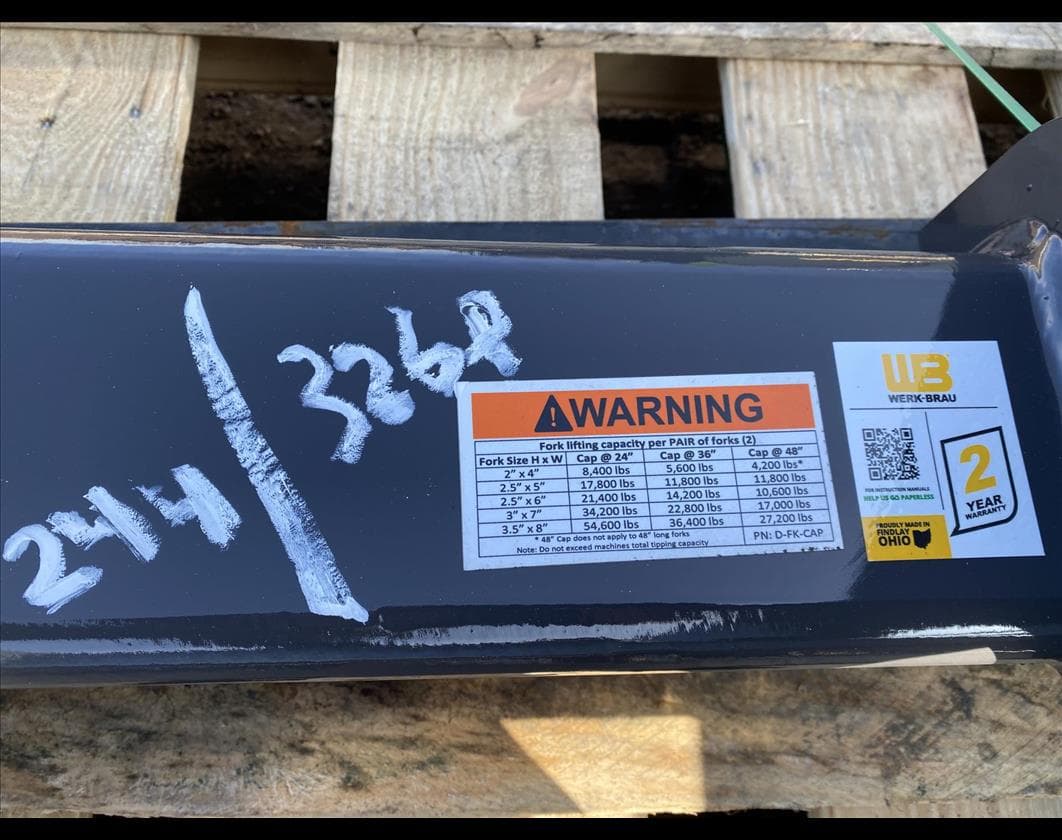 244/3268
WARNING
Fork lifting capacity per PAIR of forks (2)
Fork Size H x W Cap @ 24" Cap @ 36" Cap @ 48"
2" x 4" 8,400 lbs 5,600 lbs 4,200 lbs*
2.5" x 5" 17,800 lbs 11,800 lbs 11,800 lbs
2.5" x 6" 21,400 lbs 14,200 lbs 10,600 lbs
3" x 7" 34,200 lbs 22,800 lbs 17,000 lbs
3.5" x 8" 54,600 lbs 36,400 lbs 27,200 lbs
* 48" Cap does not apply to 48" long forks
Note: Do not exceed machines total tipping capacity
PN: D-FK-CAP
WB
WERK-BRAU
FOR INSTRUCTION MANUALS
HELP US GO PAPERLESS
PROUDLY MADE IN
FINDLAY
OHIO
2
YEAR
WARRANTY